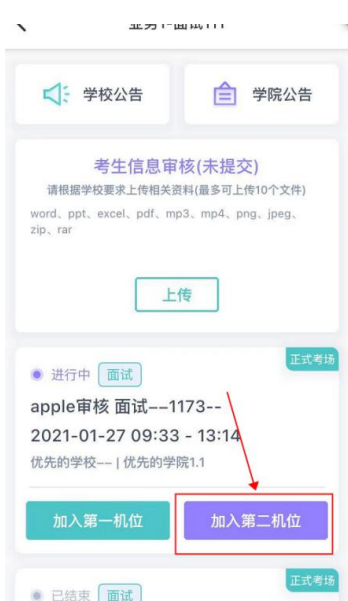 学校公告
学院公告
考生信息审核(未提交)
请根据学校要求上传相关资料(最多可上传10个文件)
word、ppt、excel、pdf、mp3、mp4、png、jpeg、
zip、rar
上传
正式考场
进行中 面试
apple审核 面试--1173--
2021-01-27 09:33 - 13:14
优先的学校-- | 优先的学院1.1
加入第一机位
加入第二机位
正式考场
已结束 面试